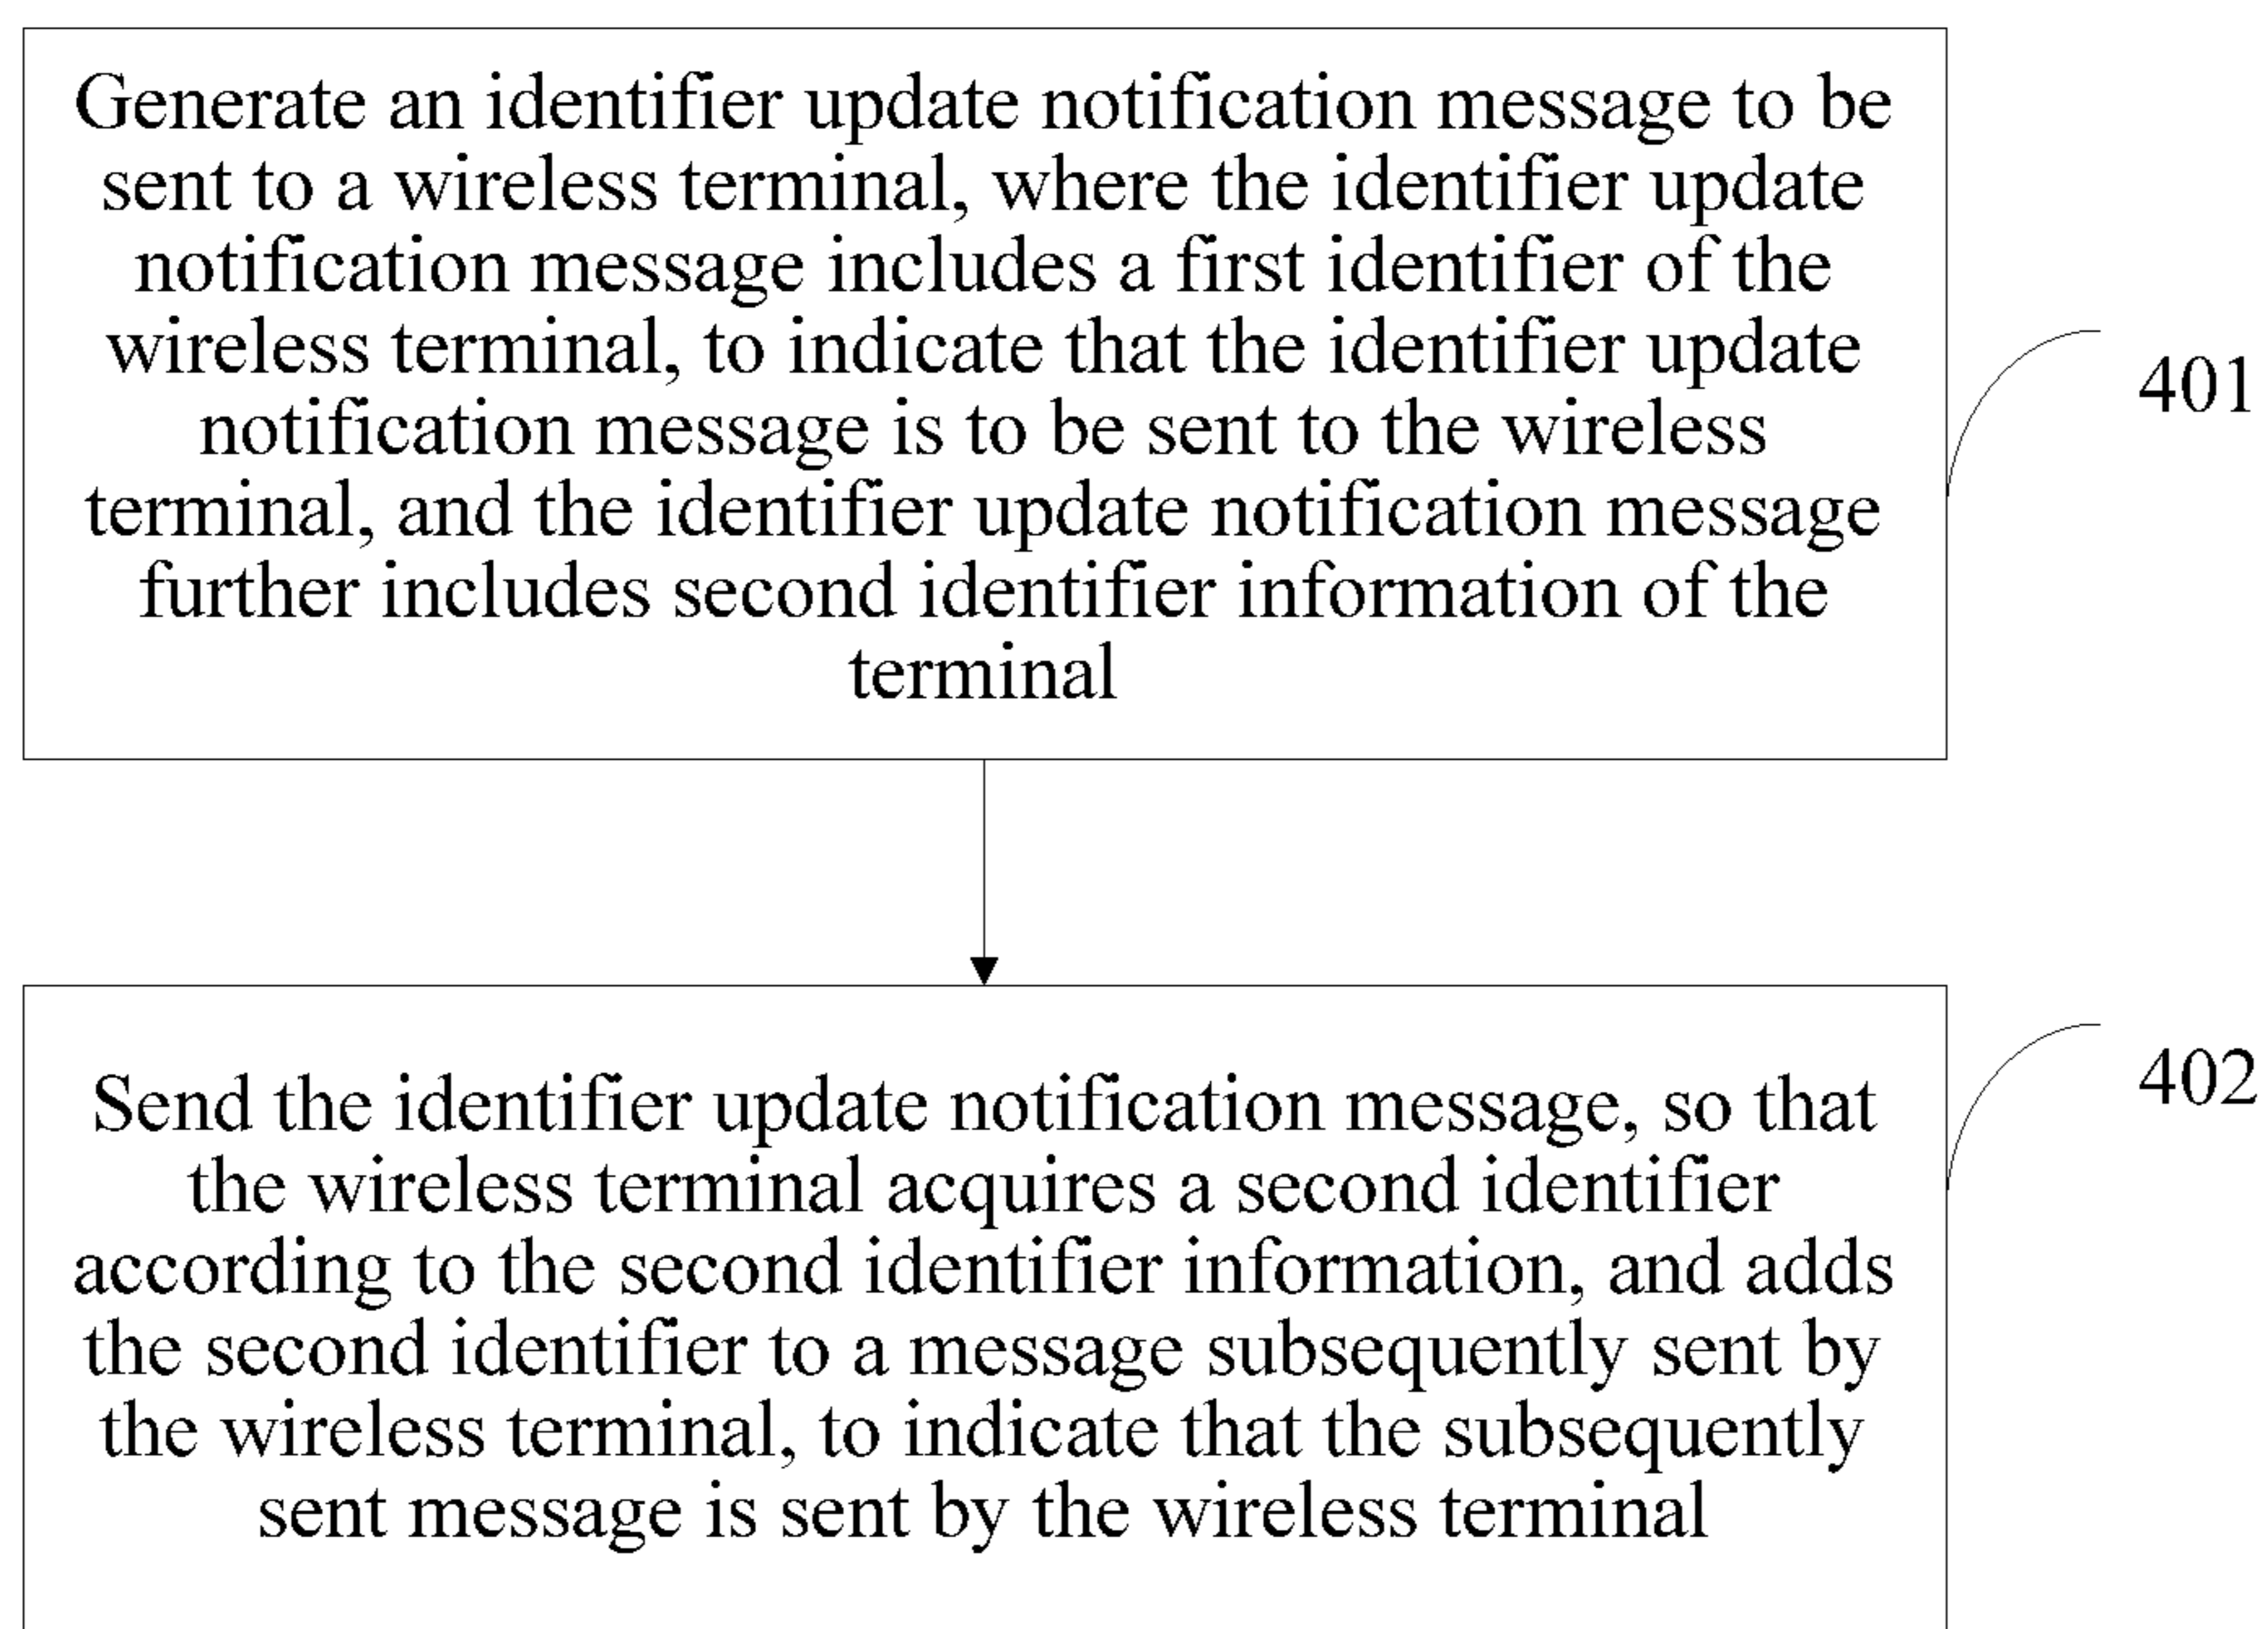 Generate an identifier update notification message to be
sent to a wireless terminal, where the identifier update
notification message includes a first identifier of the
wireless terminal, to indicate that the identifier update
notification message is to be sent to the wireless
terminal, and the identifier update notification message
further includes second identifier information of the
terminal
401
Send the identifier update notification message, so that
the wireless terminal acquires a second identifier
according to the second identifier information, and adds
the second identifier to a message subsequently sent by
the wireless terminal, to indicate that the subsequently
sent message is sent by the wireless terminal
402